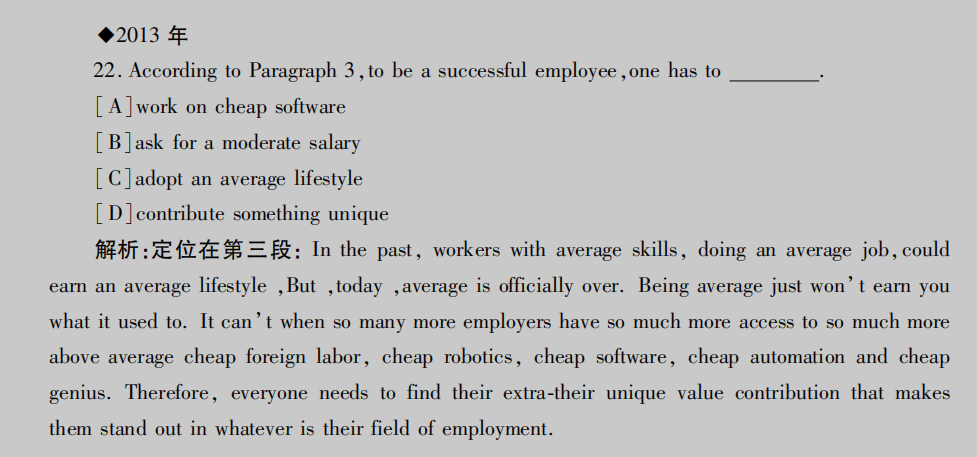 ◆2013 年
22. According to Paragraph 3,to be a successful employee,one has to ________.
[A]work on cheap software
[B]ask for a moderate salary
[C]adopt an average lifestyle
[D]contribute something unique
解析:定位在第三段: In the past, workers with average skills, doing an average job,could
earn an average lifestyle ,But ,today ,average is officially over. Being average just won't earn you
what it used to. It can't when so many more employers have so much more access to so much more
above average cheap foreign labor, cheap robotics, cheap software, cheap automation and cheap
genius. Therefore, everyone needs to find their extra-their unique value contribution that makes
them stand out in whatever is their field of employment.